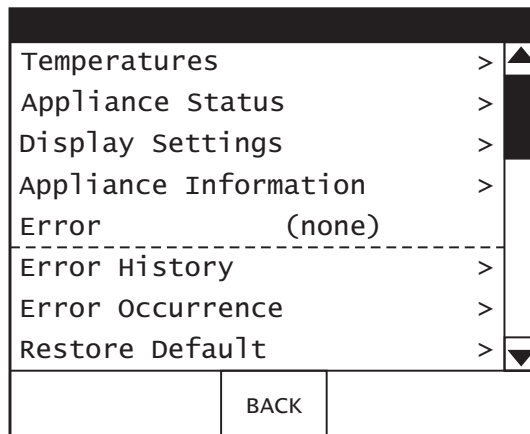 Temperatures >
Appliance Status >
Display Settings >
Appliance Information >
Error (none)
Error History >
Error Occurrence >
Restore Default >
BACK